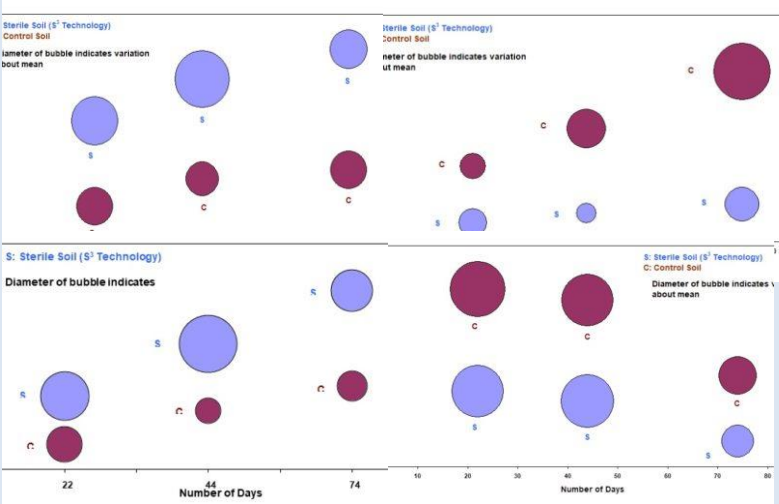 Sterile Soil (S³ Technology)
Control Soil
iameter of bubble indicates variation
bout mean
S
S
S
C
C
Sterile Soil (S³ Technology)
Control Soil
meter of bubble indicates variation
ut mean
C
C
C
S
S
S
S: Sterile Soil (S³ Technology)
Diameter of bubble indicates
S
S
S
C
C
C
22
44
74
Number of Days
S: Sterile Soil (S³ Technology)
C: Control Soil
Diameter of bubble indicates v
about mean
C
C
C
S
S
S
10
20
30
40
50
60
70
80
Number of Days